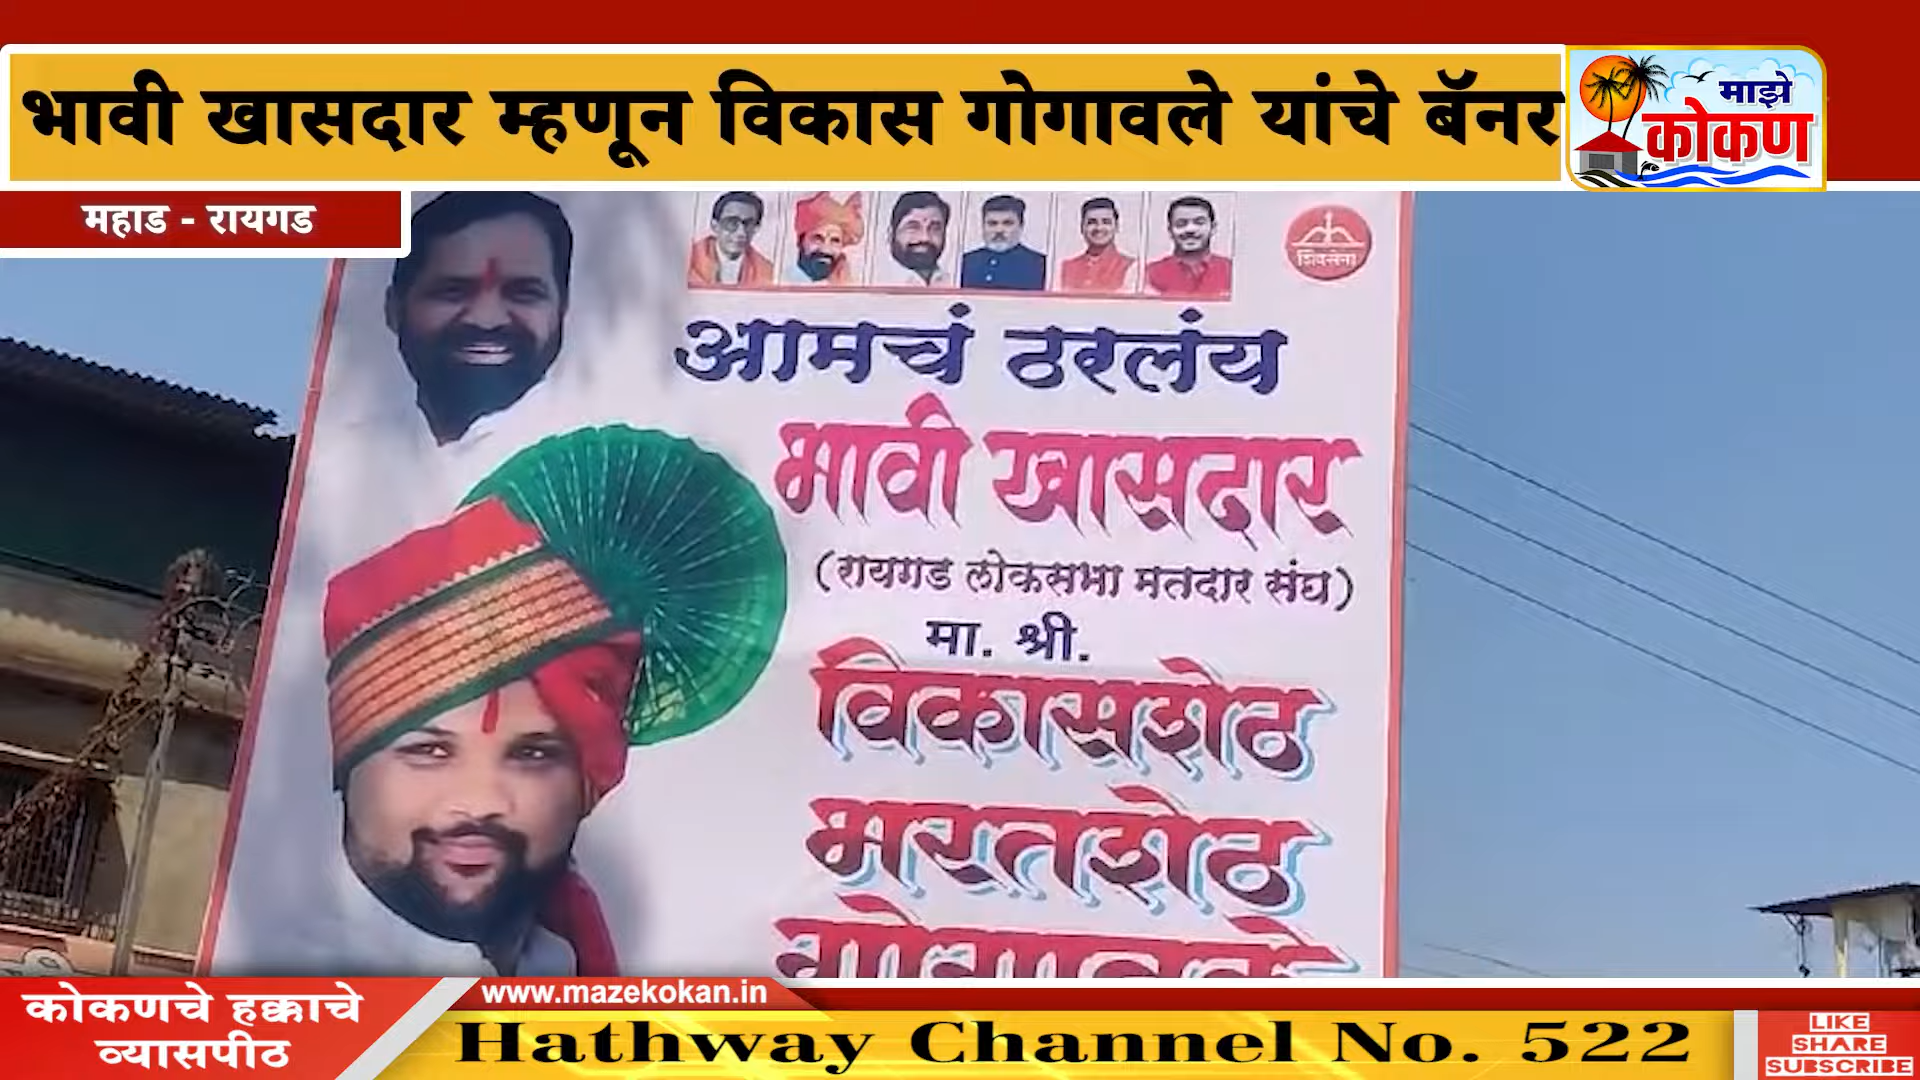 भावी खासदार म्हणून विकास गोगावले यांचे बॅनर
माझे
कोकण
महाड - रायगड
शिवसेना
आमचं ठरलंय
भावी खासदार
(रायगड लोकसभा मतदार संघ)
मा. श्री.
विकासशेठ
भरतशेठ
गोगावले
कोकणचे हक्काचे
व्यासपीठ
www.mazekokan.in
Hathway Channel No. 522
LIKE
SHARE
SUBSCRIBE